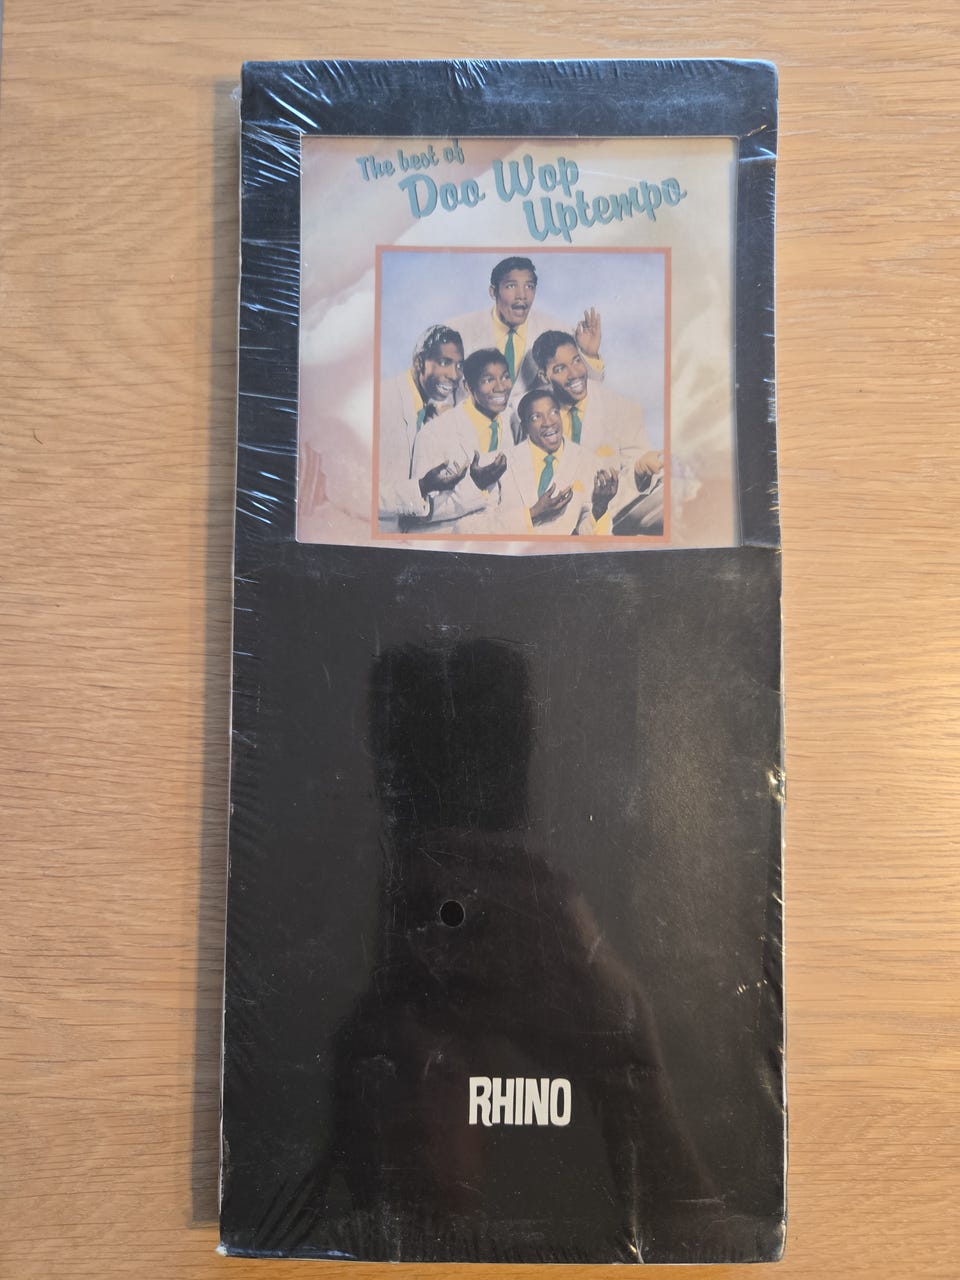 The best of
Doo Wop
Uptempo
RHINO